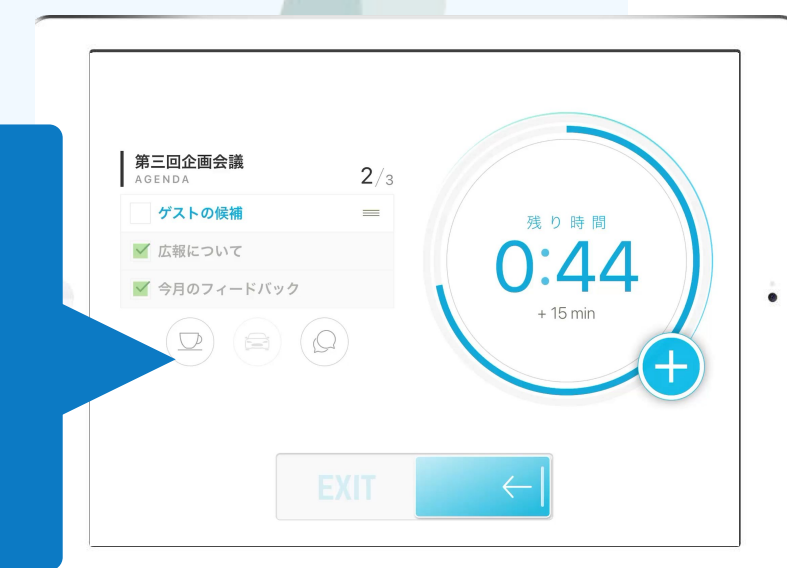 第三回企画会議
AGENDA
2/3
ゲストの候補
広報について
今月のフィードバック
残り時間
0:44
+ 15 min
EXIT